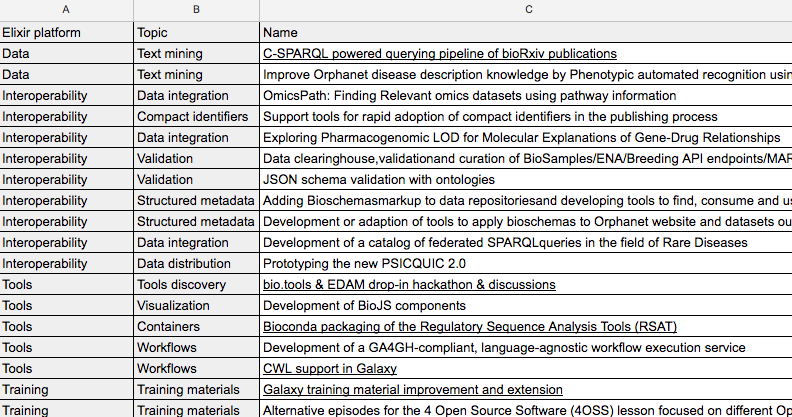 A B C
Elixir platform Topic Name
Data Text mining C-SPARQL powered querying pipeline of bioRxiv publications
Data Text mining Improve Orphanet disease description knowledge by Phenotypic automated recognition usin
Interoperability Data integration OmicsPath: Finding Relevant omics datasets using pathway information
Interoperability Compact identifiers Support tools for rapid adoption of compact identifiers in the publishing process
Interoperability Data integration Exploring Pharmacogenomic LOD for Molecular Explanations of Gene-Drug Relationships
Interoperability Validation Data clearinghouse,validationand curation of BioSamples/ENA/Breeding API endpoints/MAR
Interoperability Validation JSON schema validation with ontologies
Interoperability Structured metadata Adding Bioschemasmarkup to data repositoriesand developing tools to find, consume and us
Interoperability Structured metadata Development or adaption of tools to apply bioschemas to Orphanet website and datasets ou
Interoperability Data integration Development of a catalog of federated SPARQLqueries in the field of Rare Diseases
Interoperability Data distribution Prototyping the new PSICQUIC 2.0
Tools Tools discovery bio.tools & EDAM drop-in hackathon & discussions
Tools Visualization Development of BioJS components
Tools Containers Bioconda packaging of the Regulatory Sequence Analysis Tools (RSAT)
Tools Workflows Development of a GA4GH-compliant, language-agnostic workflow execution service
Tools Workflows CWL support in Galaxy
Training Training materials Galaxy training material improvement and extension
Training Training materials Alternative episodes for the 4 Open Source Software (4OSS) lesson focused on different Op